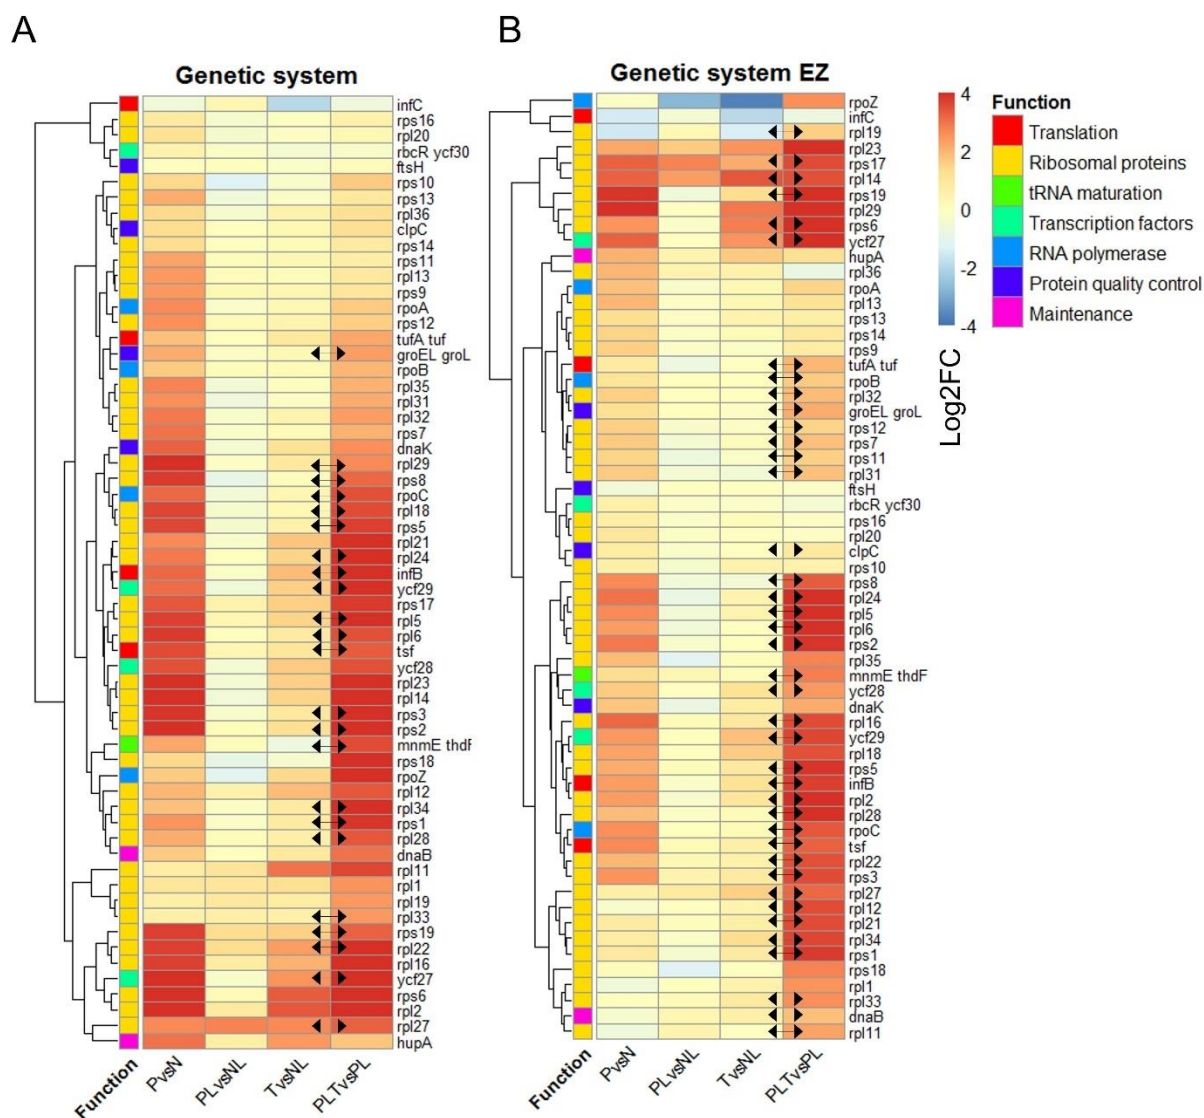 A
Genetic system
infC
rps16
rpl20
rbcR ycf30
ftsH
rps10
rps13
rpl36
clpC
rps14
rps11
rpl13
rps9
rpoA
rps12
tufA tuf
groEL groL
rpoB
rpl35
rpl31
rpl32
rps7
dnaK
rpl29
rps8
rpoC
rpl18
rps5
rpl21
rpl24
infB
ycf29
rps17
rpl5
rpl6
tsf
ycf28
rpl23
rpl14
rps3
rps2
mnmE thdf
rps18
rpoZ
rpl12
rpl34
rps1
rpl28
dnaB
rpl11
rpl1
rpl19
rpl33
rps19
rpl22
rpl16
ycf27
rps6
rpl2
rpl27
hupA
Function
PvsN
PLvsNL
TvsNL
PLTvsPL
B
Genetic system EZ
rpoZ
infC
rpl19
rpl23
rps17
rpl14
rps19
rpl29
rps6
ycf27
hupA
rpl36
rpoA
rpl13
rps13
rps14
rps9
tufA tuf
rpoB
rpl32
groEL groL
rps12
rps7
rps11
rpl31
ftsH
rbcR ycf30
rps16
rpl20
clpC
rps10
rps8
rpl24
rpl5
rpl6
rps2
rpl35
mnmE thdF
ycf28
dnaK
rpl16
ycf29
rpl18
rps5
infB
rpl2
rpl28
rpoC
tsf
rpl22
rps3
rpl27
rpl12
rpl21
rpl34
rps1
rps18
rpl1
rpl33
dnaB
rpl11
Function
PvsN
PLvsNL
TvsNL
PLTvsPL
4
2
0
-2
-4
Log2FC
Function
Translation
Ribosomal proteins
tRNA maturation
Transcription factors
RNA polymerase
Protein quality control
Maintenance